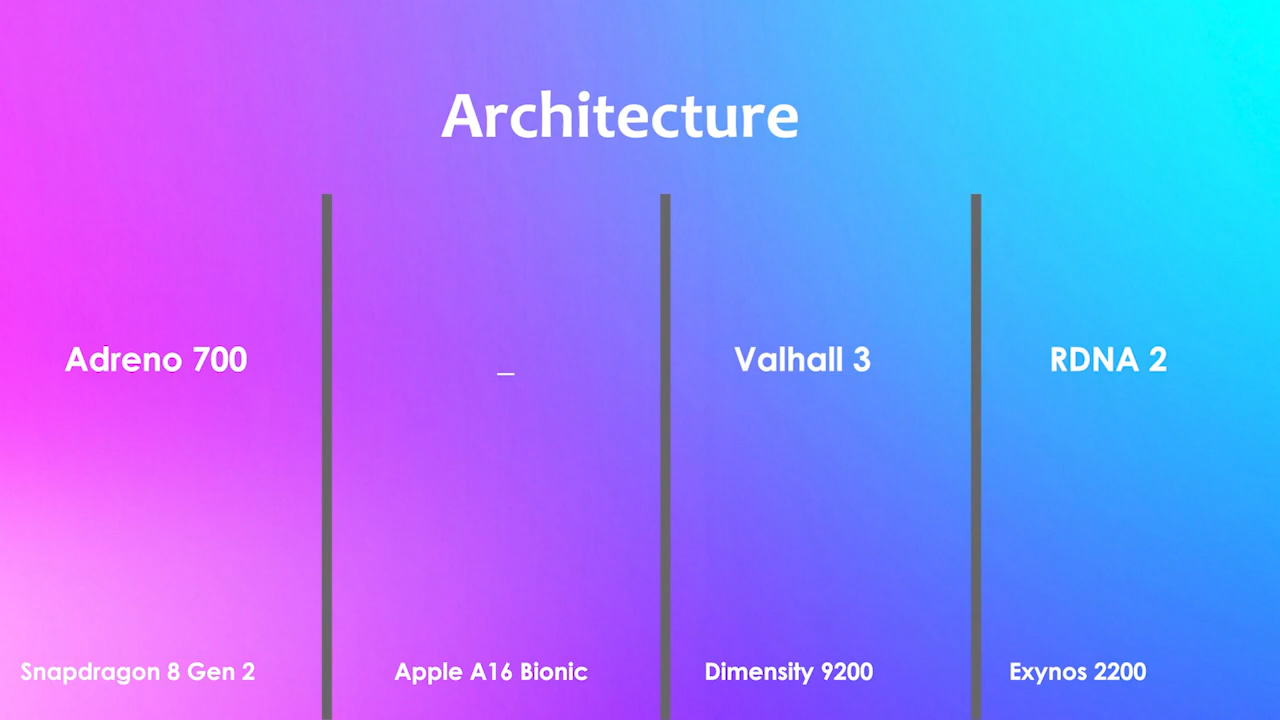 Architecture
Adreno 700
_
Valhall 3
RDNA 2
Snapdragon 8 Gen 2
Apple A16 Bionic
Dimensity 9200
Exynos 2200